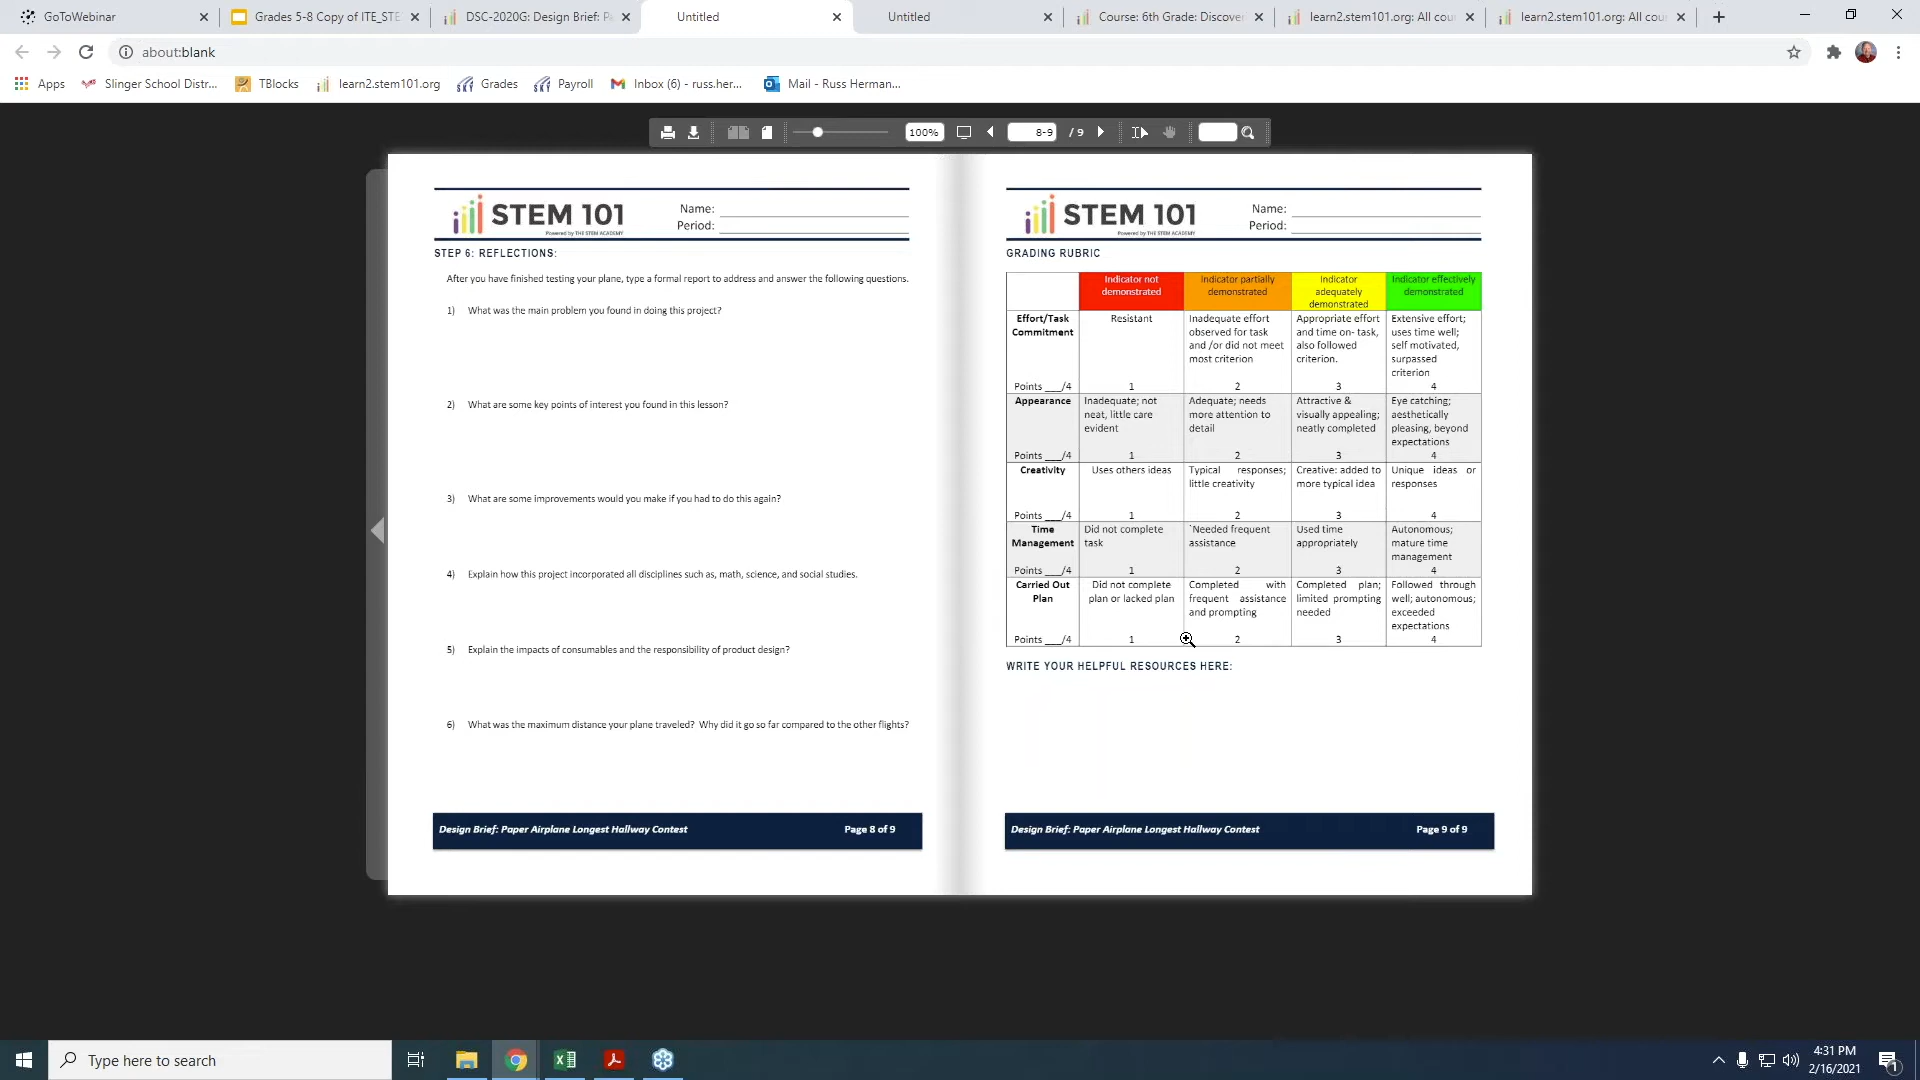 GoToWebinar
Grades 5-8 Copy of ITE_STE
DSC-2020G: Design Brief: P
Untitled
Untitled
Course: 6th Grade: Discover
learn2.stem101.org: All cou
learn2.stem101.org: All cou
about:blank
Apps
Slinger School Distr...
TBlocks
learn2.stem101.org
Grades
Payroll
Inbox (6) - russ.her...
Mail - Russ Herman...
100%
8-9
/ 9
STEM 101
Powered by THE STEM ACADEMY
Name: ____
Period: ____
STEP 6: REFLECTIONS:
After you have finished testing your plane, type a formal report to address and answer the following questions.
1) What was the main problem you found in doing this project?
2) What are some key points of interest you found in this lesson?
3) What are some improvements would you make if you had to do this again?
4) Explain how this project incorporated all disciplines such as, math, science, and social studies.
5) Explain the impacts of consumables and the responsibility of product design?
6) What was the maximum distance your plane traveled? Why did it go so far compared to the other flights?
Design Brief: Paper Airplane Longest Hallway Contest
Page 8 of 9
STEM 101
Powered by THE STEM ACADEMY
Name: ____
Period: ____
GRADING RUBRIC
Indicator not
demonstrated
Indicator partially
demonstrated
Indicator
adequately
demonstrated
Indicator effectively
demonstrated
Effort/Task
Commitment
Points ___/4
Resistant
1
Inadequate effort
observed for task
and /or did not meet
most criterion
2
Appropriate effort
and time on- task,
also followed
criterion.
3
Extensive effort;
uses time well;
self motivated,
surpassed
criterion
4
Appearance
Points ___/4
Inadequate; not
neat, little care
evident
1
Adequate; needs
more attention to
detail
2
Attractive &
visually appealing;
neatly completed
3
Eye catching;
aesthetically
pleasing, beyond
expectations
4
Creativity
Points ___/4
Uses others ideas
1
Typical responses;
little creativity
2
Creative: added to
more typical idea
3
Unique ideas or
responses
4
Time
Management
Points ___/4
Did not complete
task
1
`Needed frequent
assistance
2
Used time
appropriately
3
Autonomous;
mature time
management
4
Carried Out
Plan
Points ___/4
Did not complete
plan or lacked plan
1
Completed with
frequent assistance
and prompting
2
Completed plan;
limited prompting
needed
3
Followed through
well; autonomous;
exceeded
expectations
4
WRITE YOUR HELPFUL RESOURCES HERE:
Design Brief: Paper Airplane Longest Hallway Contest
Page 9 of 9
Type here to search
4:31 PM
2/16/2021
1